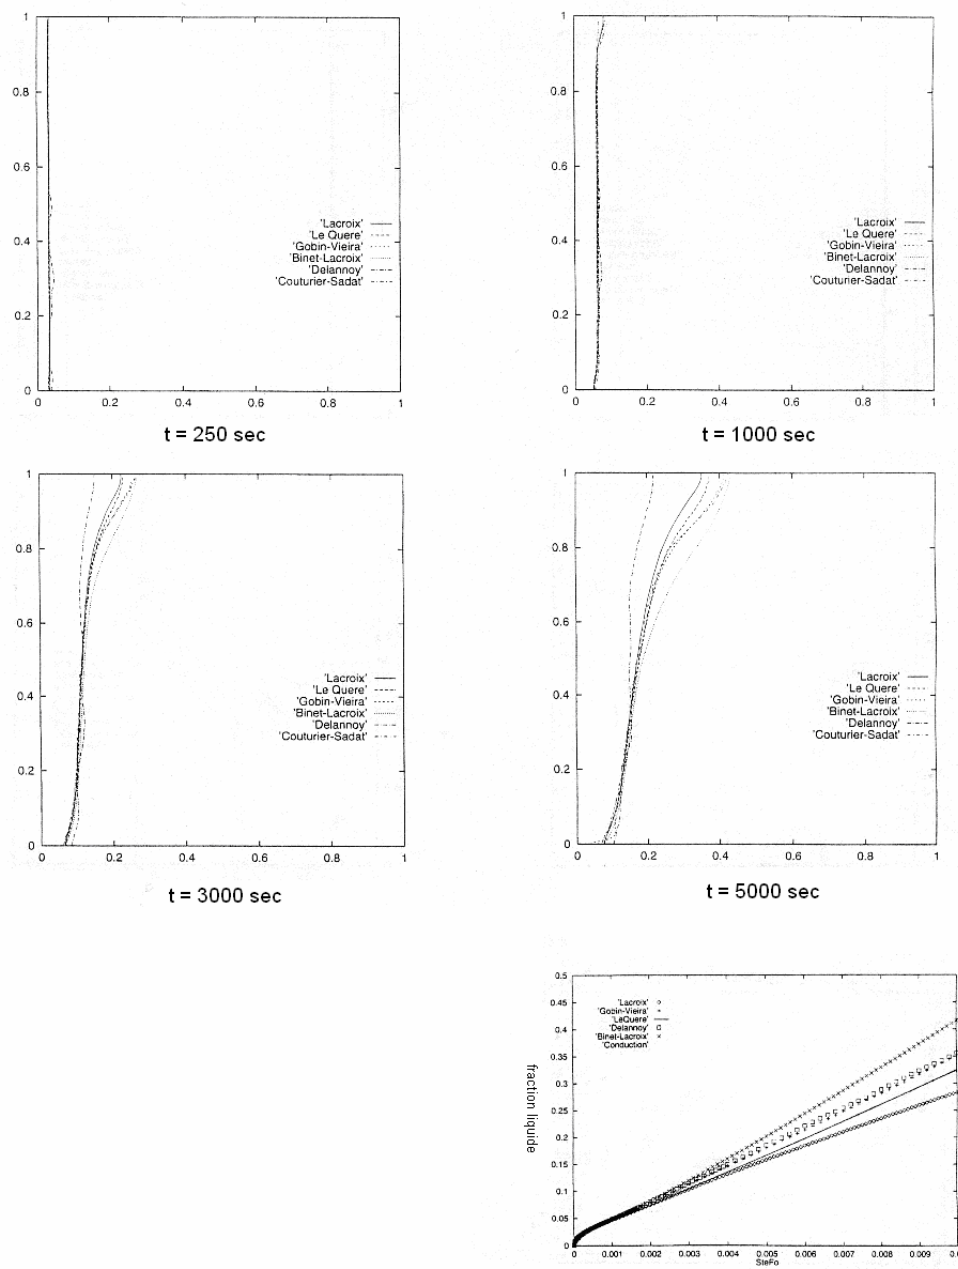 1
0.8
0.6
0.4
0.2
0
0
0.2
0.4
0.6
0.8
1
'Lacroix'
'Le Quere'
'Gobin-Vieira'
'Binet-Lacroix'
'Delannoy'
'Couturier-Sadat'
t = 250 sec
1
0.8
0.6
0.4
0.2
0
0
0.2
0.4
0.6
0.8
1
'Lacroix'
'Le Quere'
'Gobin-Vieira'
'Binet-Lacroix'
'Delannoy'
'Couturier-Sadat'
t = 1000 sec
1
0.8
0.6
0.4
0.2
0
0
0.2
0.4
0.6
0.8
1
'Lacroix'
'Le Quere'
'Gobin-Vieira'
'Binet-Lacroix'
'Delannoy'
'Couturier-Sadat'
t = 3000 sec
1
0.8
0.6
0.4
0.2
0
0
0.2
0.4
0.6
0.8
1
'Lacroix'
'Le Quere'
'Gobin-Vieira'
'Binet-Lacroix'
'Delannoy'
'Couturier-Sadat'
t = 5000 sec
0.5
0.45
0.4
0.35
0.3
0.25
0.2
0.15
0.1
0.05
0
fraction liquide
'Lacroix'
'Gobin-Vieira'
'LeQuere'
'Delannoy'
'Binet-Lacroix'
'Conduction'
0
0.001
0.002
0.003
0.004
0.005
0.006
0.007
0.008
0.009
SteFo